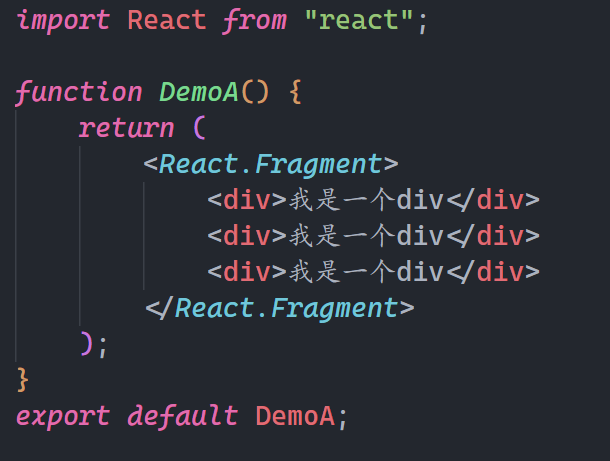 import React from "react";

function DemoA() {
    return (
        <React.Fragment>
            <div>我是一个div</div>
            <div>我是一个div</div>
            <div>我是一个div</div>
        </React.Fragment>
    );
}
export default DemoA;